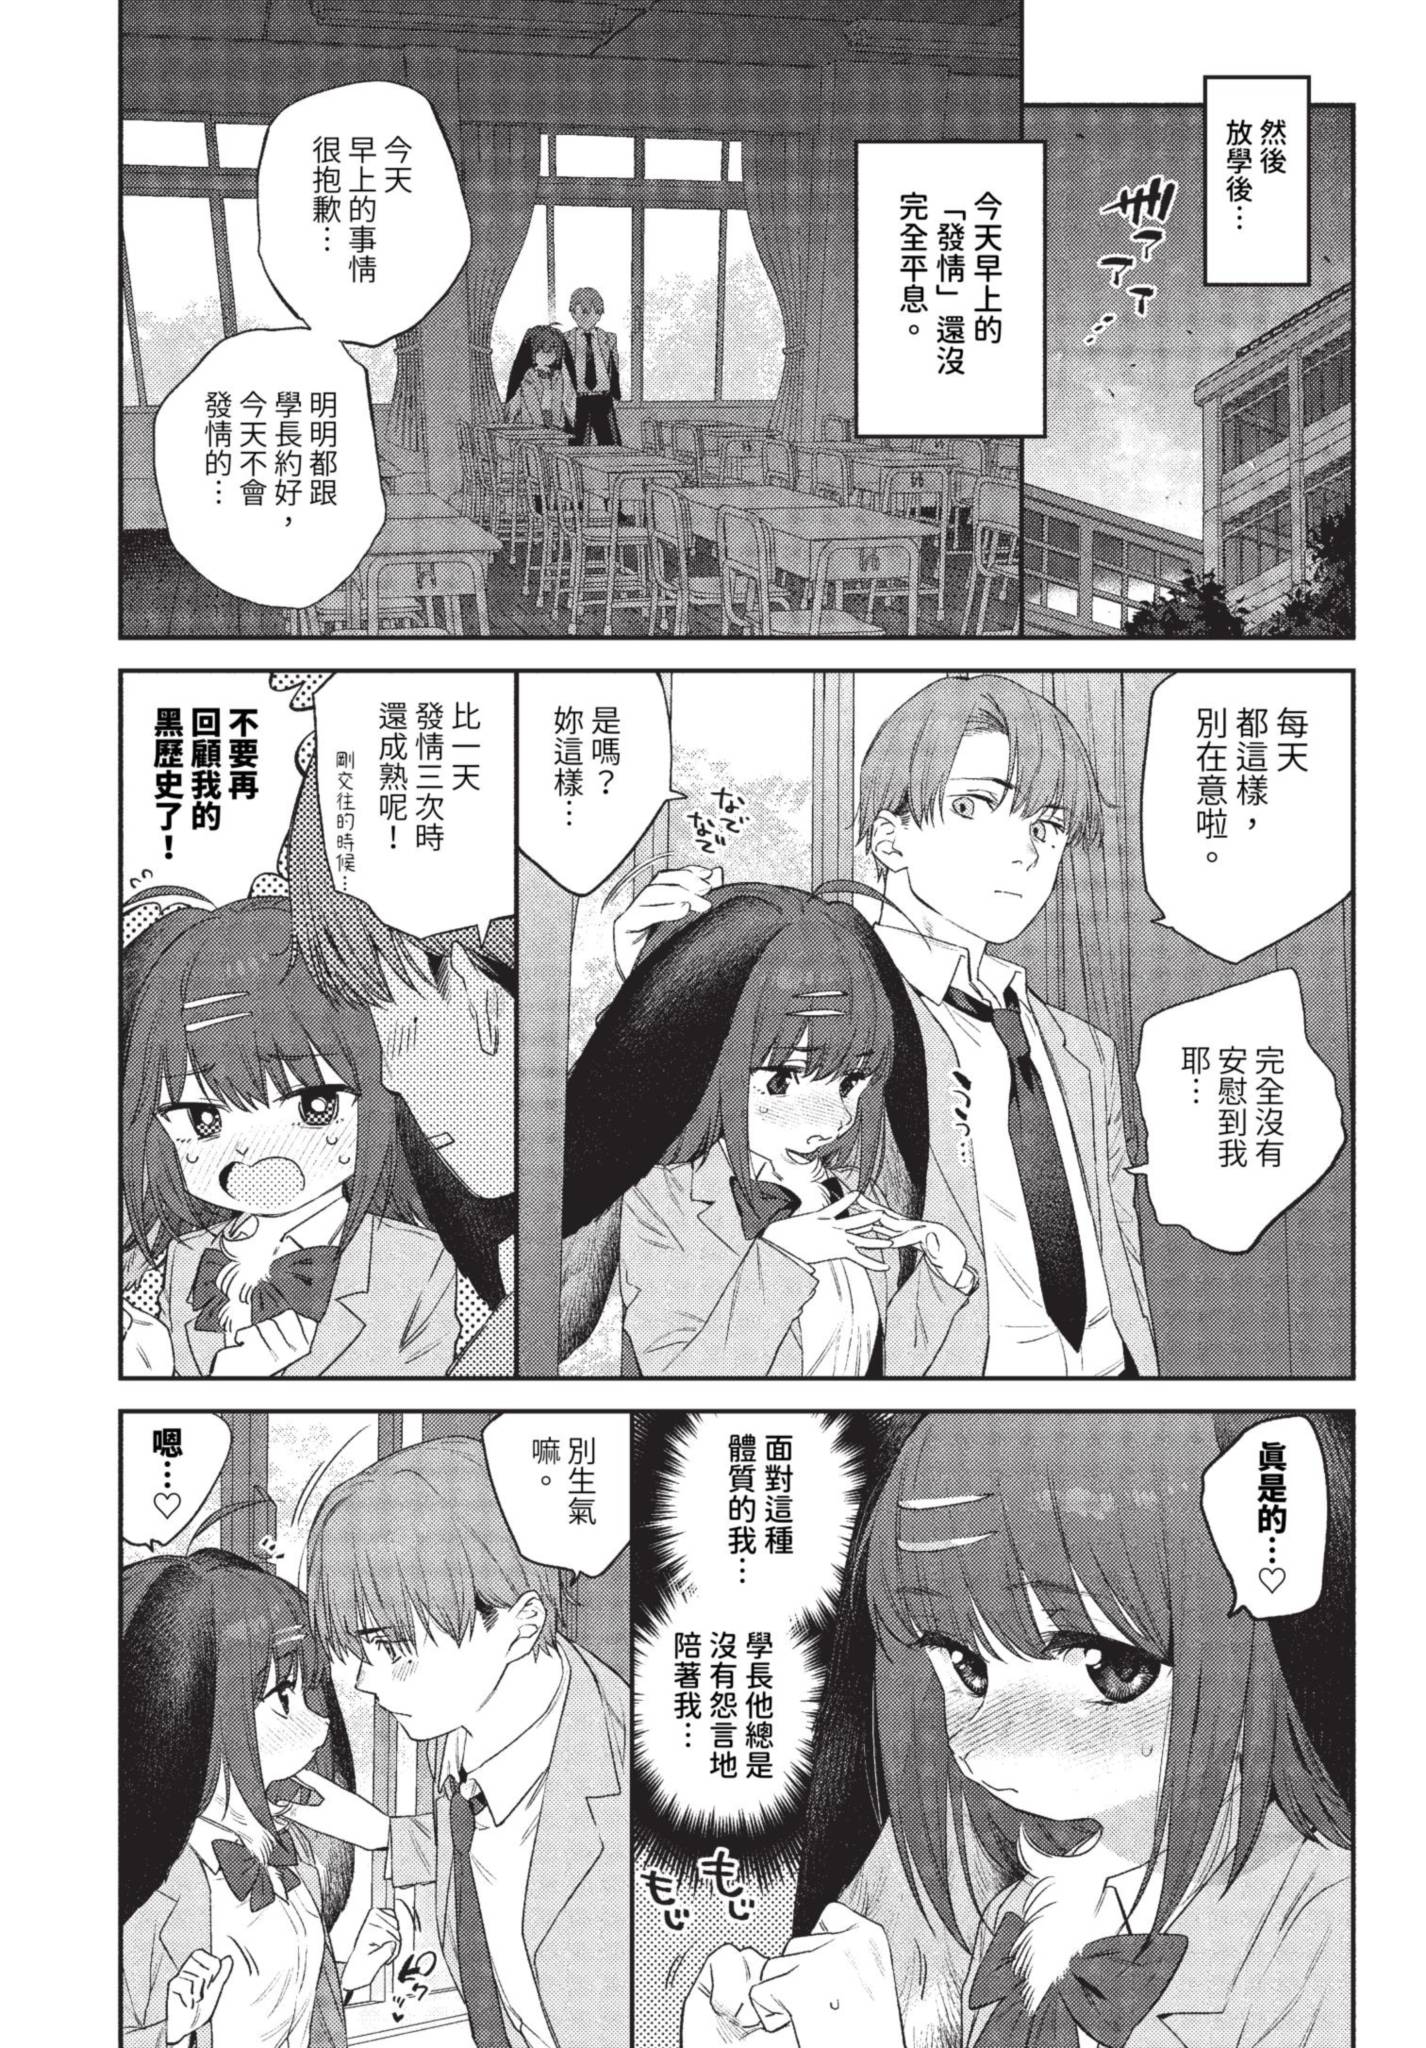 然後
放學後…
ザザ
今天早上的
「發情」還沒
完全平息。
今天
早上的事情
很抱歉…
明明都跟
學長約好，
今天不會
發情的…
每天
都這樣，
別在意啦。
完全沒有
安慰到我
耶…
是嗎？
妳這樣…
なで
なで
比一天
發情三次時
還成熟呢！
剛交往的時候…
不要再
回顧我的
黑歷史了！
真是的…♡
面對這種
體質的我…
學長他總是
沒有怨言地
陪著我…
もじ
もじ
別生氣
嘛。
嗯…♡